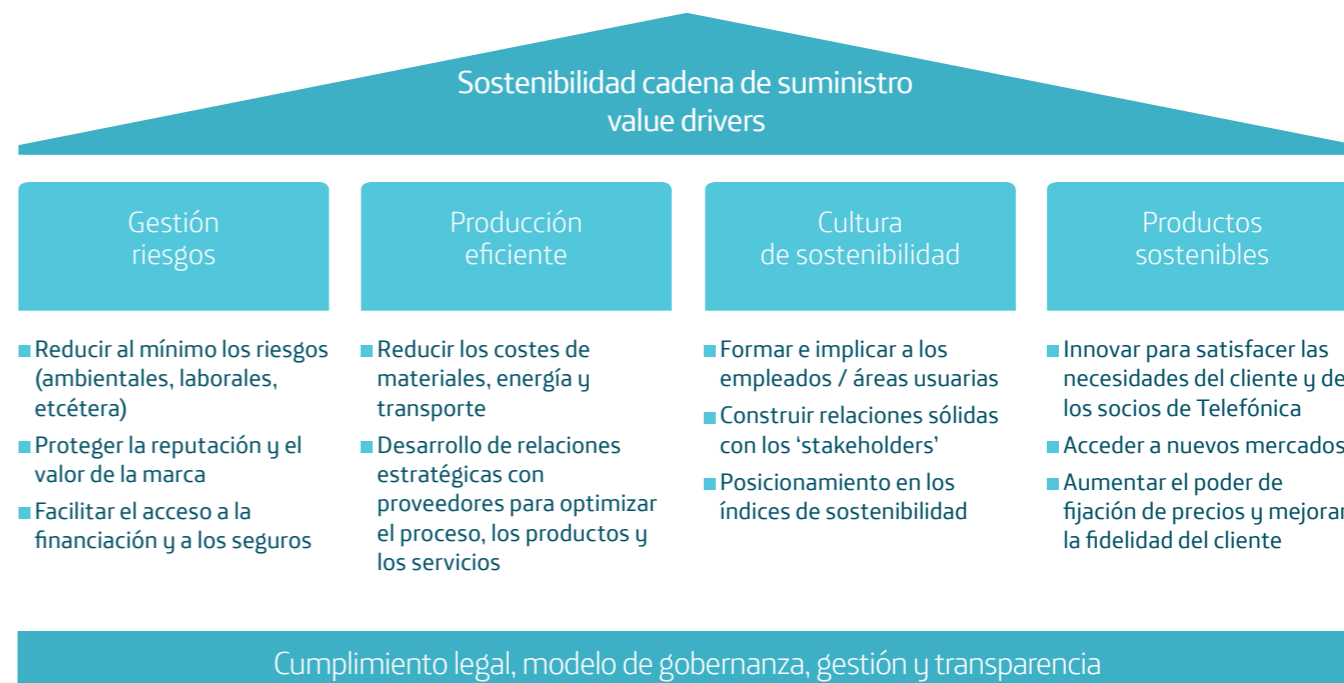 Sostenibilidad cadena de suministro
value drivers
Gestión
riesgos
Reducir al mínimo los riesgos
(ambientales, laborales,
etcétera)
Proteger la reputación y el
valor de la marca
Facilitar el acceso a la
financiación y a los seguros
Producción
eficiente
Reducir los costes de
materiales, energía y
transporte
Desarrollo de relaciones
estratégicas con
proveedores para optimizar
el proceso, los productos y
los servicios
Cultura
de sostenibilidad
Formar e implicar a los
empleados / áreas usuarias
Construir relaciones sólidas
con los ‘stakeholders’
Posicionamiento en los
índices de sostenibilidad
Productos
sostenibles
Innovar para satisfacer las
necesidades del cliente y de
los socios de Telefónica
Acceder a nuevos mercados
Aumentar el poder de
fijación de precios y mejorar
la fidelidad del cliente
Cumplimiento legal, modelo de gobernanza, gestión y transparencia